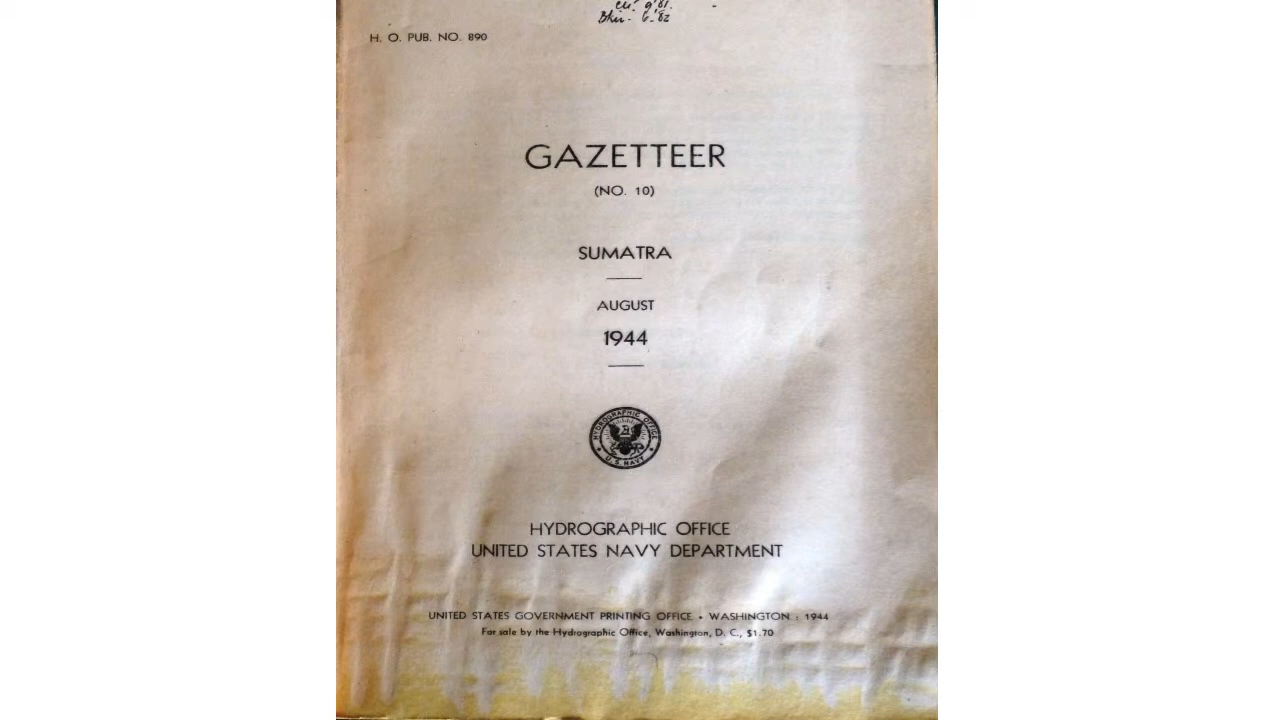 H. O. PUB. NO. 890
GAZETTEER
(NO. 10)
SUMATRA
AUGUST
1944
HYDROGRAPHIC OFFICE
U. S. NAVY
HYDROGRAPHIC OFFICE
UNITED STATES NAVY DEPARTMENT
UNITED STATES GOVERNMENT PRINTING OFFICE • WASHINGTON : 1944
For sale by the Hydrographic Office, Washington, D. C., $1.70